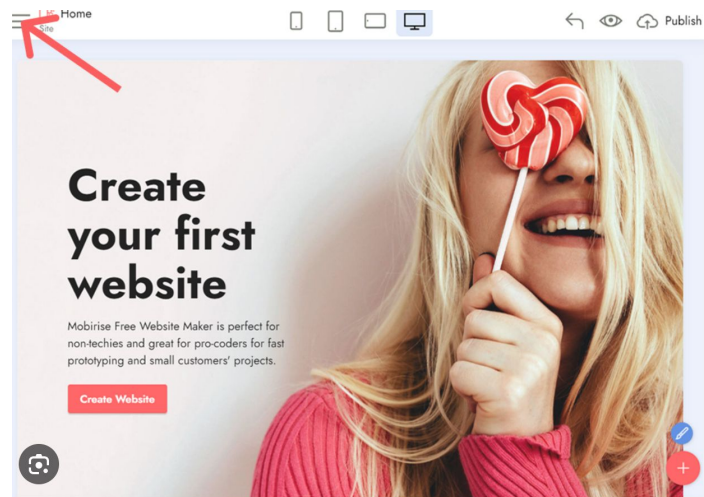 Home
Site
Publish
Create
your first
website
Mobirise Free Website Maker is perfect for
non-techies and great for pro-coders for fast
prototyping and small customers' projects.
Create Website